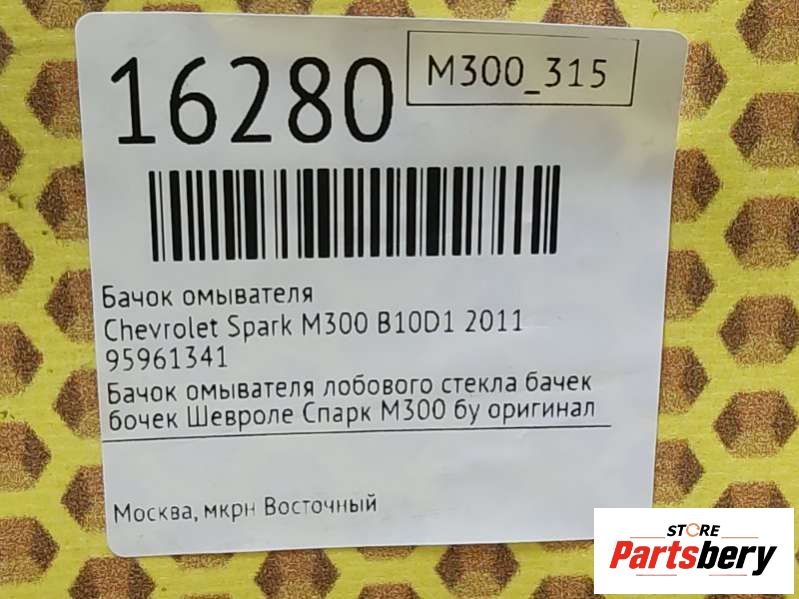 16280
M300_315
Бачок омывателя
Chevrolet Spark M300 B10D1 2011
95961341
Бачок омывателя лобового стекла бачек
бочек Шевроле Спарк М300 бу оригинал
Москва, мкрн Восточный
STORE
Partsbery